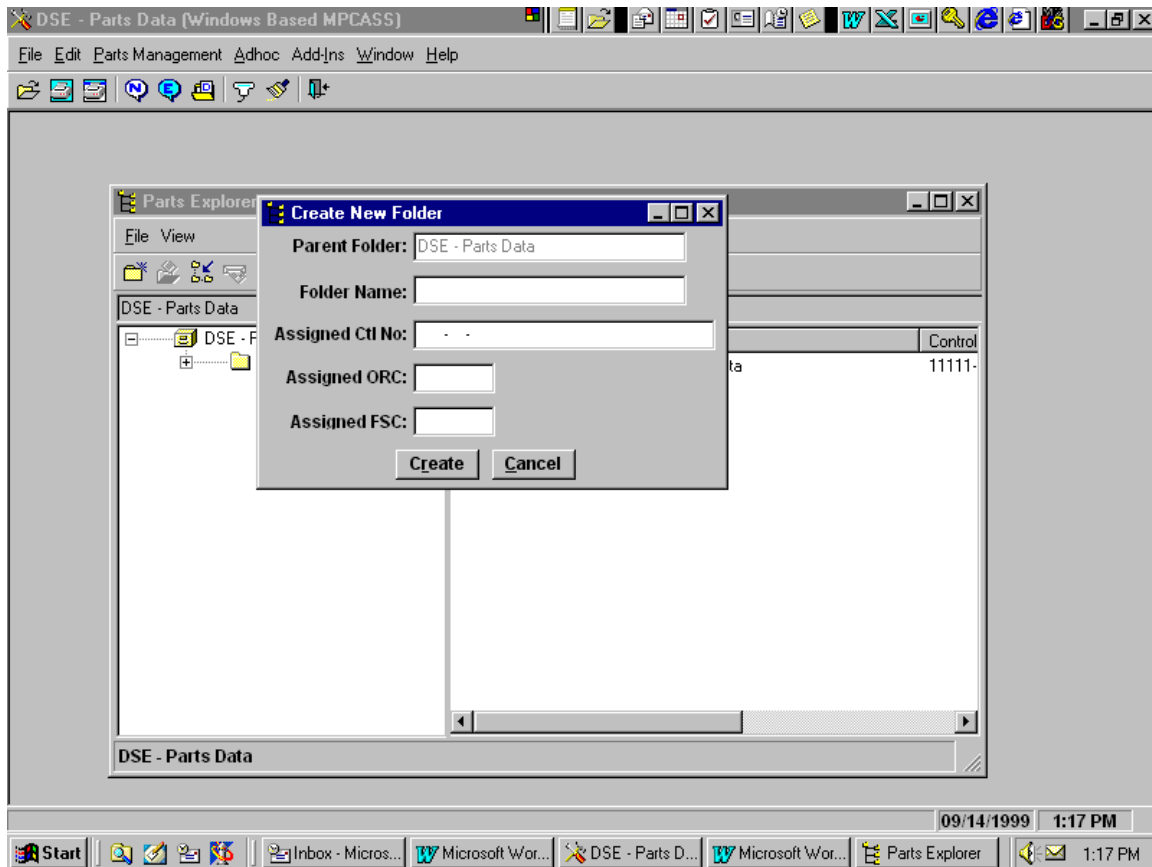 DSE - Parts Data (Windows Based MPCASS)
File Edit Parts Management Adhoc Add-Ins Window Help
Parts Explorer
File View
DSE - Parts Data
Create New Folder
Parent Folder: DSE - Parts Data
Folder Name:
Assigned Ctl No: - -
Assigned ORC:
Assigned FSC:
Create Cancel
DSE - P
Control
ta 11111-
DSE - Parts Data
09/14/1999 1:17 PM
Start Inbox - Micros... Microsoft Wor... DSE - Parts D... Microsoft Wor... Parts Explorer 1:17 PM